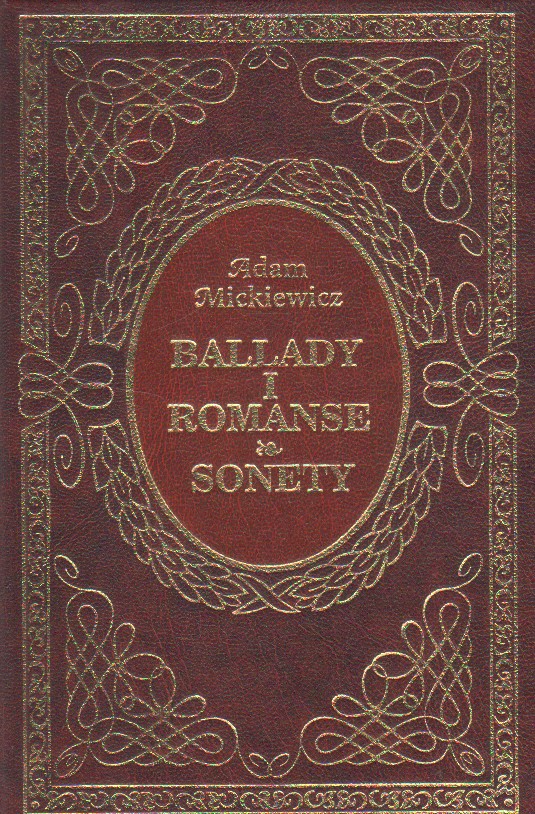 Adam
Mickiewicz
BALLADY
I
ROMANSE
SONETY